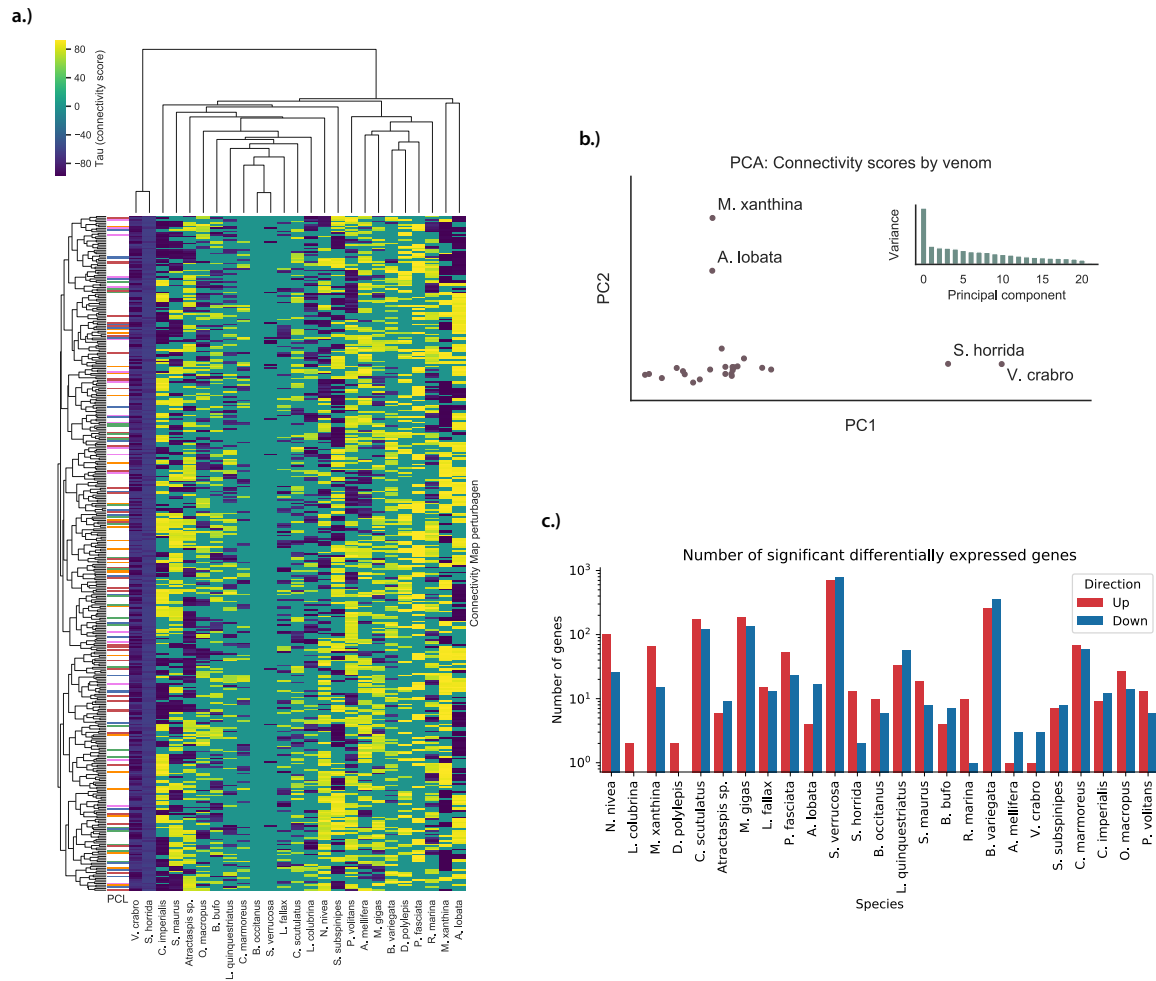 a.)
80
40
0
−40
−80
Tau (connectivity score)
Connectivity Map perturbagen
PCL
V. crabro
S. horrida
C. imperialis
S. maurus
Atractaspis sp.
O. macropus
B. bufo
L. quinquestriatus
C. marmoreus
B. occitanus
S. verrucosa
L. fallax
C. scutulatus
L. colubrina
N. nivea
S. subspinipes
P. volitans
A. mellifera
M. gigas
B. variegata
D. polylepis
P. fasciata
R. marina
M. xanthina
A. lobata
b.)
PCA: Connectivity scores by venom
M. xanthina
A. lobata
S. horrida
V. crabro
PC2
PC1
Variance
0 5 10 15 20
Principal component
c.)
Number of significant differentially expressed genes
10³
10²
10¹
10⁰
Number of genes
Direction
Up
Down
N. nivea
L. colubrina
M. xanthina
D. polylepis
C. scutulatus
Atractaspis sp.
M. gigas
L. fallax
P. fasciata
A. lobata
S. verrucosa
S. horrida
B. occitanus
L. quinquestriatus
S. maurus
B. bufo
R. marina
B. variegata
A. mellifera
V. crabro
S. subspinipes
C. marmoreus
C. imperialis
O. macropus
P. volitans
Species